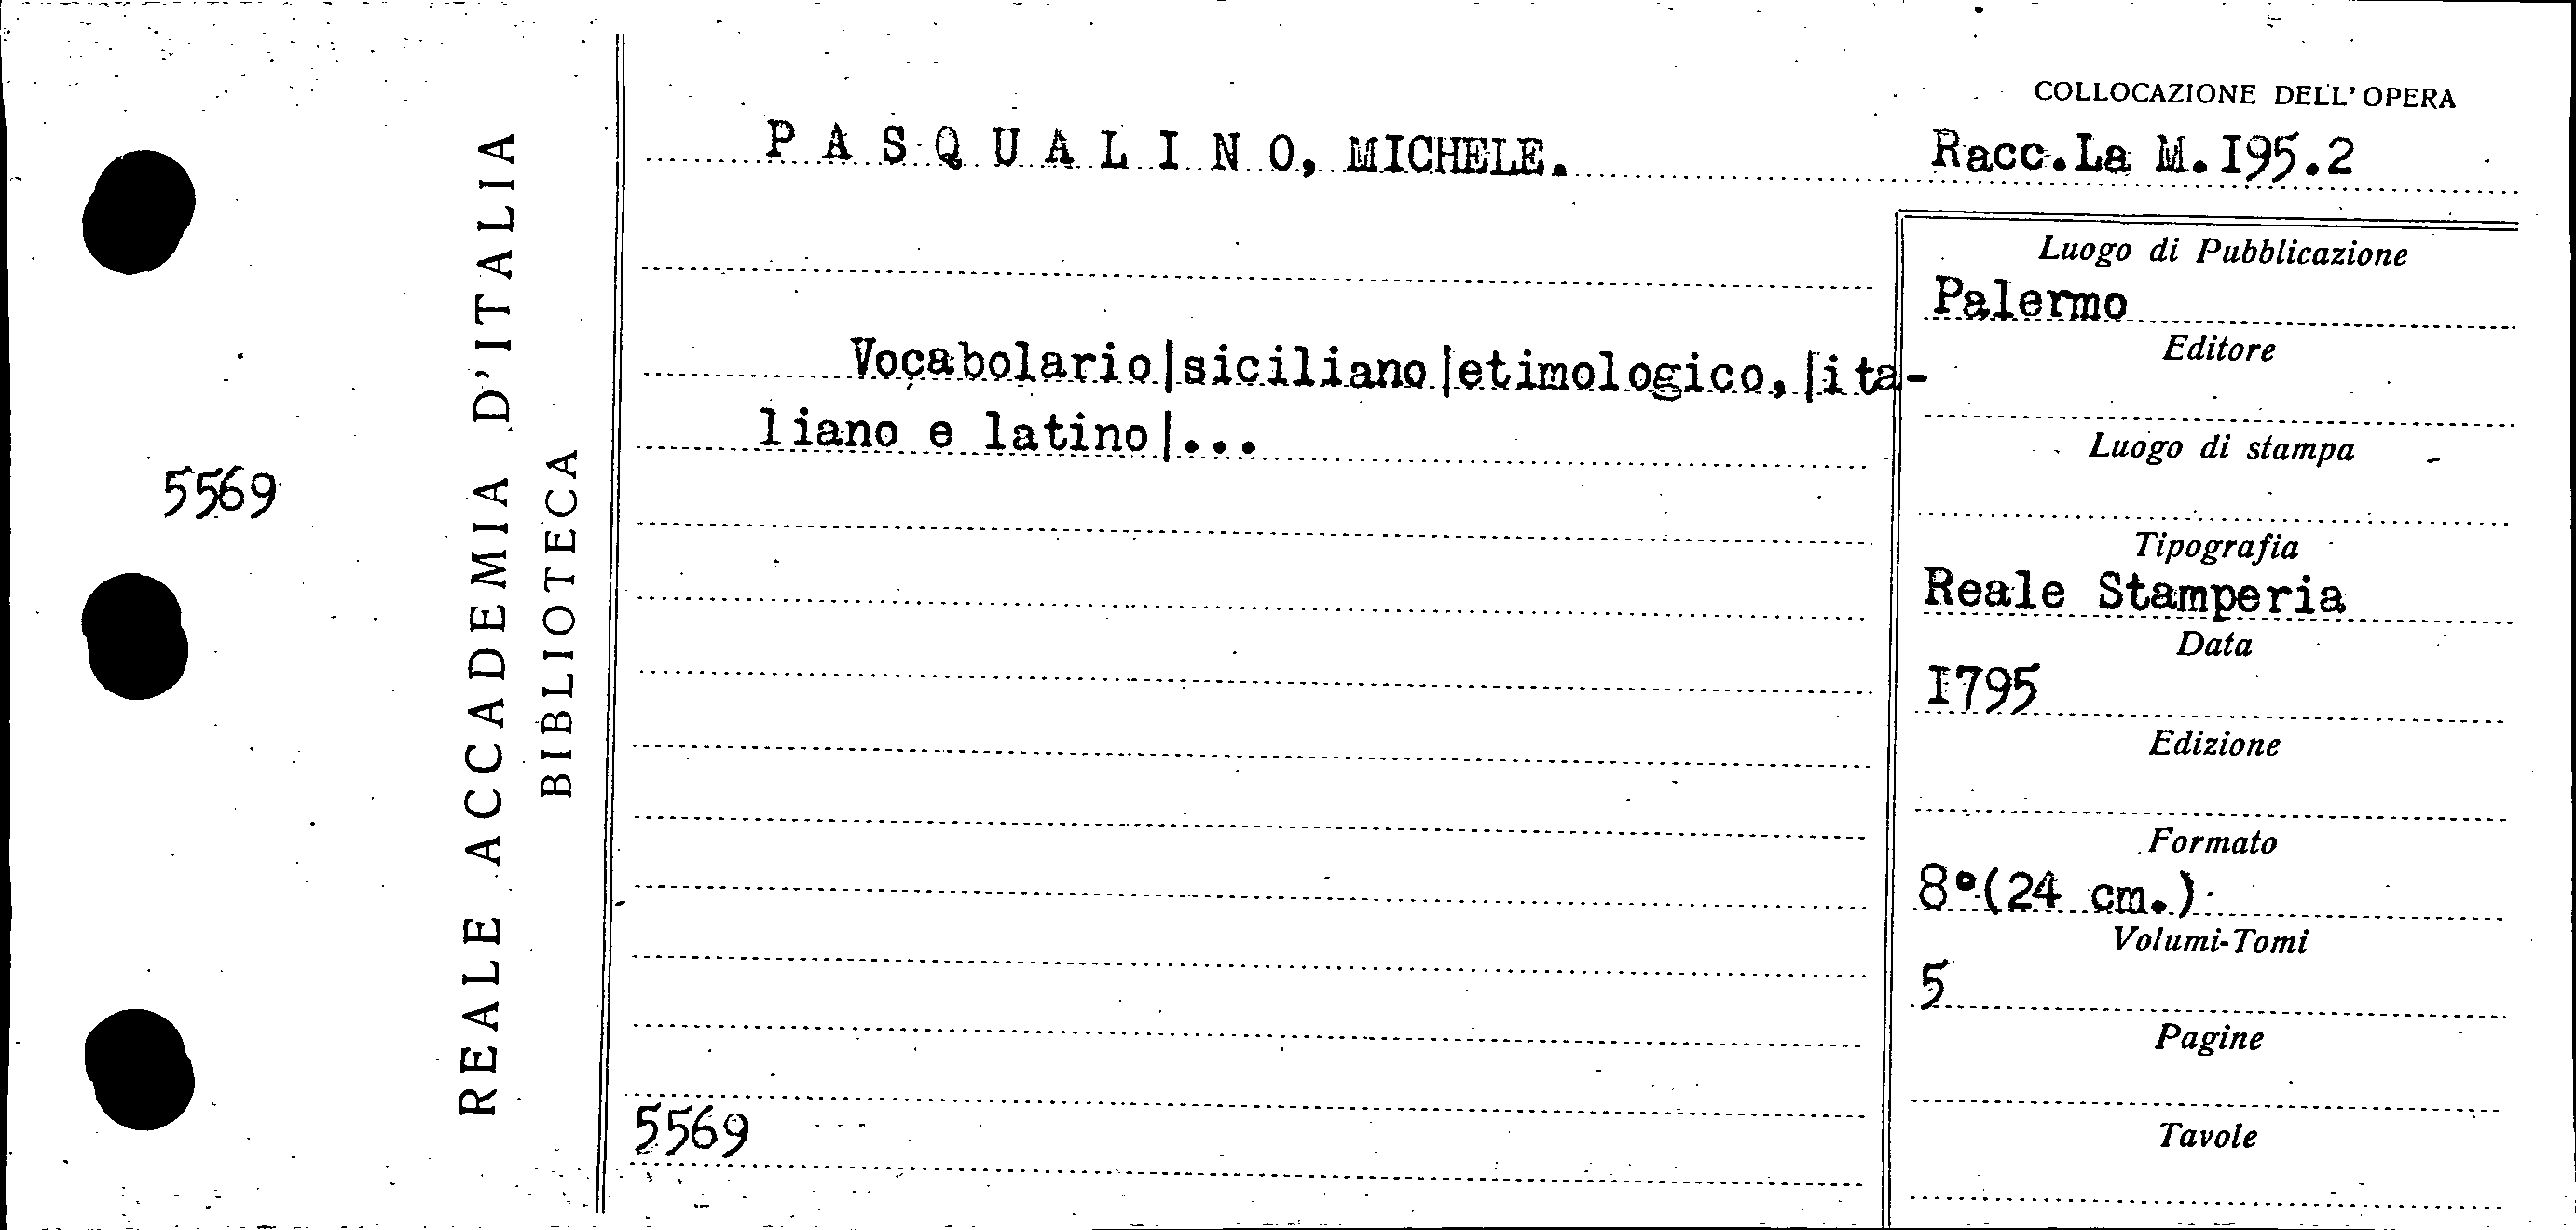 5569
REALE ACCADEMIA D'ITALIA
BIBLIOTECA
PASQUALINO, MICHELE.
Vocabolario|siciliano|etimologico,|ita-
liano e latino|...
5569
COLLOCAZIONE DELL'OPERA
Racc.La M.I95.2
Luogo di Pubblicazione
Palermo
Editore
Luogo di stampa
Tipografia
Reale Stamperia
Data
I795
Edizione
Formato
8°(24 cm.)
Volumi-Tomi
5
Pagine
Tavole